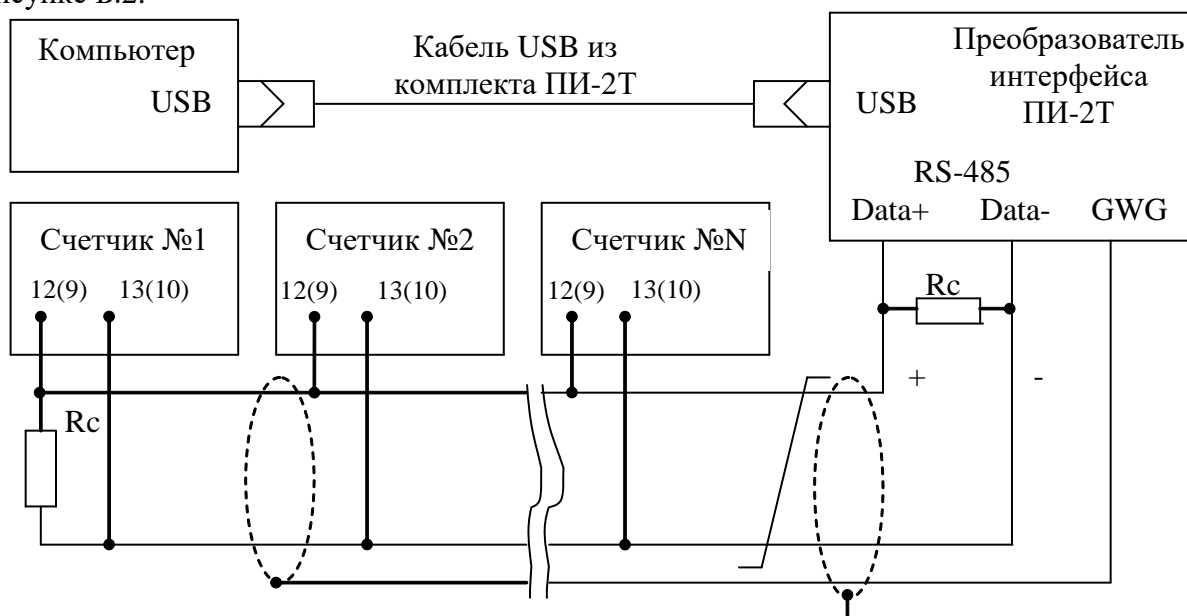 Компьютер
USB
Кабель USB из
комплекта ПИ-2Т
Преобразователь
интерфейса
ПИ-2Т
USB
RS-485
Data+ Data- GWG
Счетчик №1
12(9) 13(10)
Счетчик №2
12(9) 13(10)
Счетчик №N
12(9) 13(10)
Rc
+ -
Rc